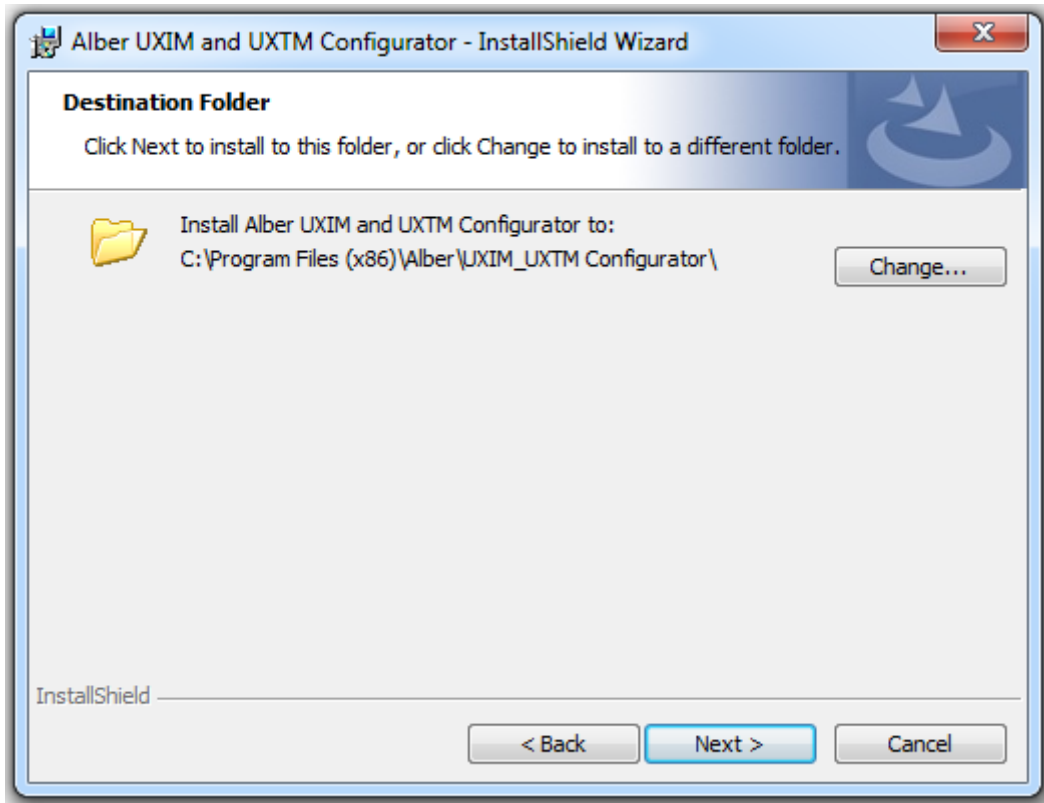 Alber UXIM and UXTM Configurator - InstallShield Wizard
Destination Folder
Click Next to install to this folder, or click Change to install to a different folder.
Install Alber UXIM and UXTM Configurator to:
C:\Program Files (x86)\Alber\UXIM_UXTM Configurator\
Change...
InstallShield
< Back
Next >
Cancel